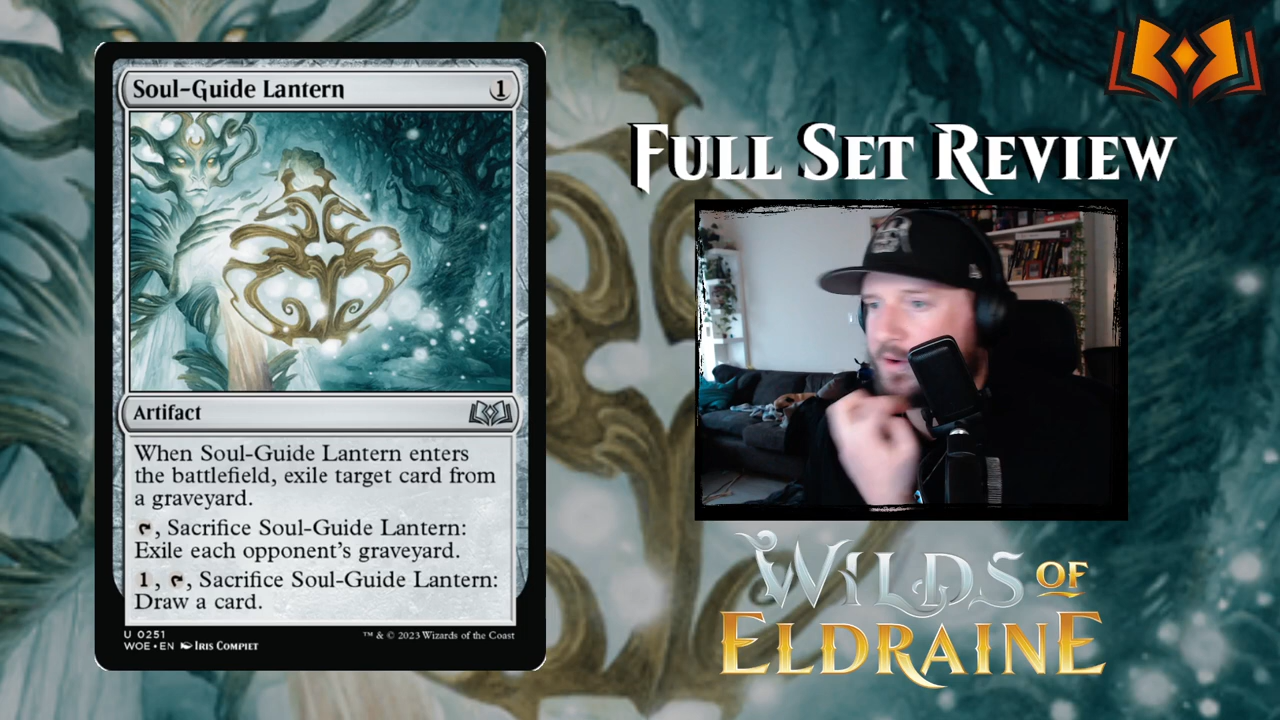 Soul-Guide Lantern 1
Artifact
When Soul-Guide Lantern enters
the battlefield, exile target card from
a graveyard.
, Sacrifice Soul-Guide Lantern:
Exile each opponent's graveyard.
1, , Sacrifice Soul-Guide Lantern:
Draw a card.
U 0251
WOE • EN Iris Compiet
™ & © 2023 Wizards of the Coast
Full Set Review
Wilds of
Eldraine